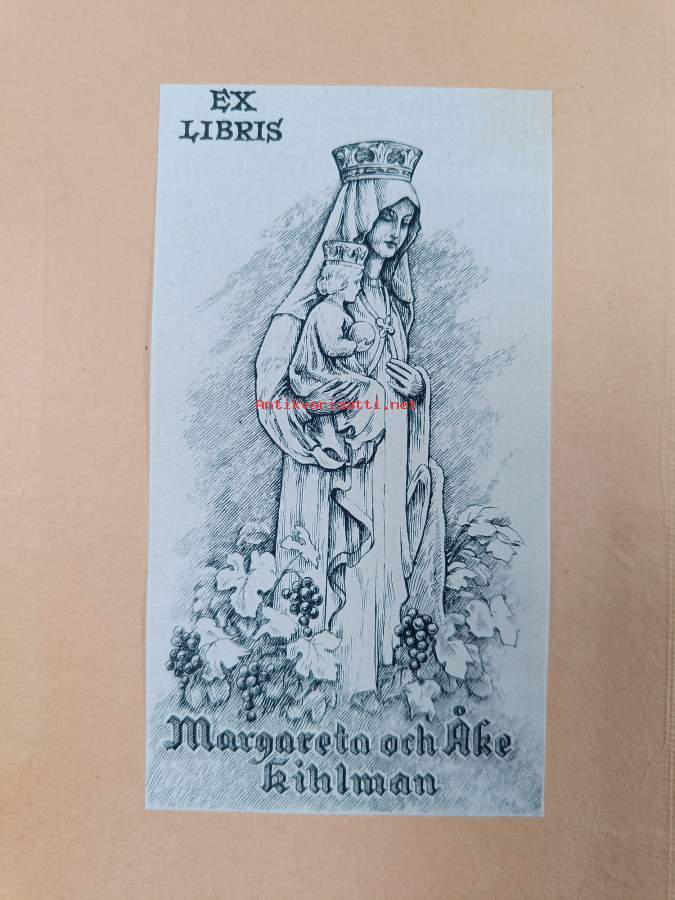 EX
LIBRIS
Antikvariaatti.net
Margareta och Åke
Kihlman